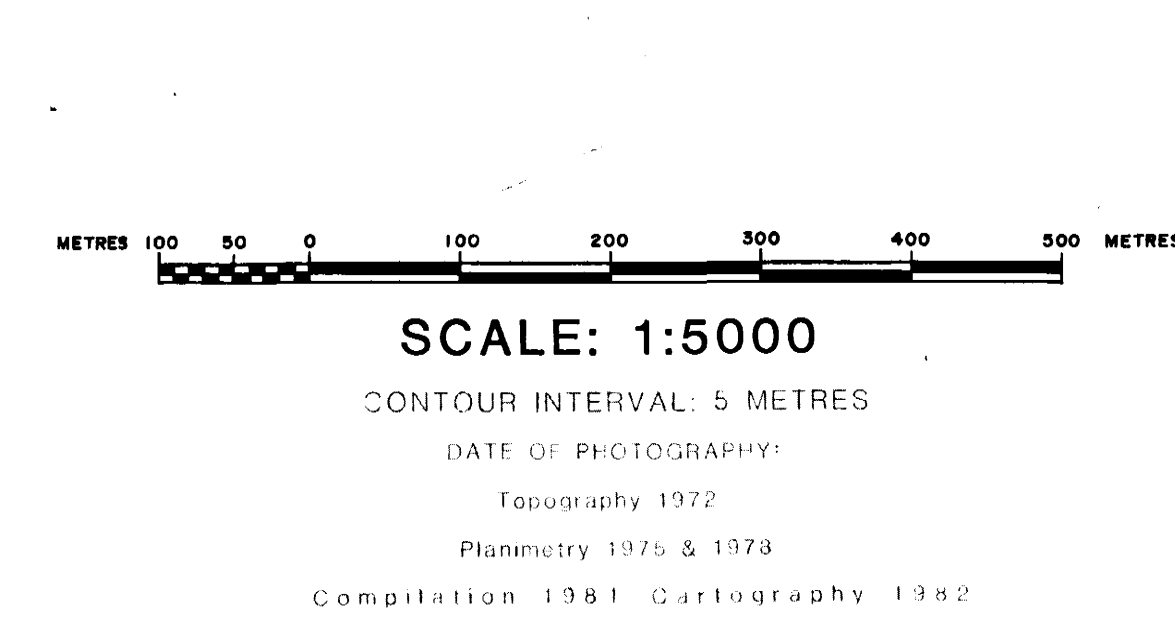 METRES 100 50 0 100 200 300 400 500 METRES
SCALE: 1:5000
CONTOUR INTERVAL: 5 METRES
DATE OF PHOTOGRAPHY:
Topography 1972
Planimetry 1975 & 1978
Compilation 1981 Cartography 1982